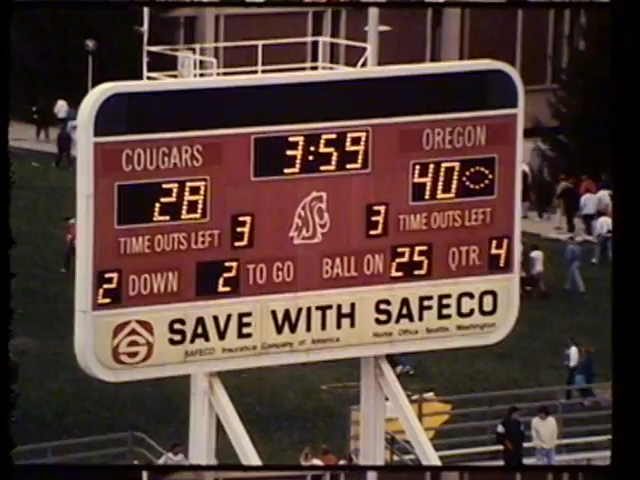 COUGARS 3:59 OREGON
28 40
TIME OUTS LEFT 3 3 TIME OUTS LEFT
2 DOWN 2 TO GO BALL ON 25 QTR. 4
SAVE WITH SAFECO
SAFECO Insurance Company of America Home Office - Seattle, Washington